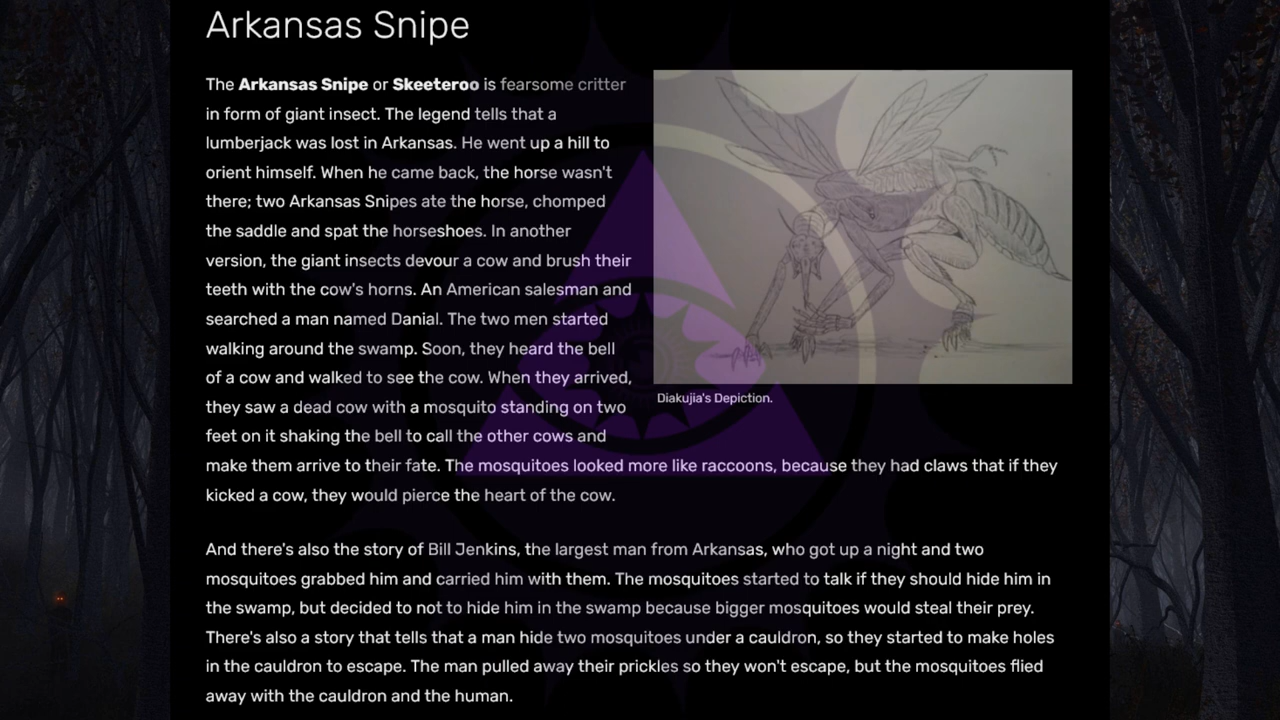 Arkansas Snipe
The Arkansas Snipe or Skeeteroo is fearsome critter
in form of giant insect. The legend tells that a
lumberjack was lost in Arkansas. He went up a hill to
orient himself. When he came back, the horse wasn't
there; two Arkansas Snipes ate the horse, chomped
the saddle and spat the horseshoes. In another
version, the giant insects devour a cow and brush their
teeth with the cow's horns. An American salesman and
searched a man named Danial. The two men started
walking around the swamp. Soon, they heard the bell
of a cow and walked to see the cow. When they arrived,
they saw a dead cow with a mosquito standing on two
feet on it shaking the bell to call the other cows and
make them arrive to their fate. The mosquitoes looked more like raccoons, because they had claws that if they
kicked a cow, they would pierce the heart of the cow.
Diakujia's Depiction.
And there's also the story of Bill Jenkins, the largest man from Arkansas, who got up a night and two
mosquitoes grabbed him and carried him with them. The mosquitoes started to talk if they should hide him in
the swamp, but decided to not to hide him in the swamp because bigger mosquitoes would steal their prey.
There's also a story that tells that a man hide two mosquitoes under a cauldron, so they started to make holes
in the cauldron to escape. The man pulled away their prickles so they won't escape, but the mosquitoes flied
away with the cauldron and the human.